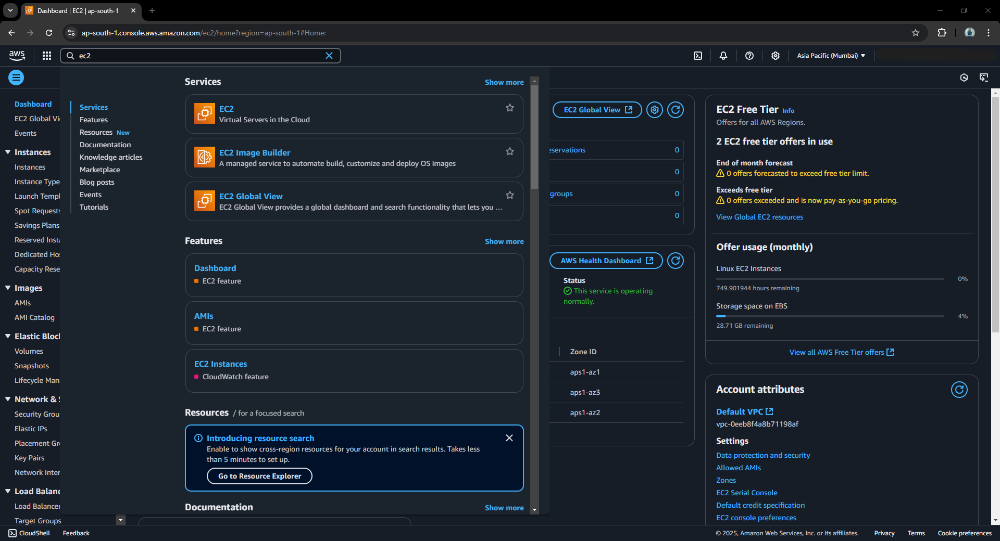 Dashboard | EC2 | ap-south-1
ap-south-1.console.aws.amazon.com/ec2/home?region=ap-south-1#Home:
aws
ec2
Asia Pacific (Mumbai)
Dashboard
EC2 Global Vi
Events
Instances
Instances
Instance Type
Launch Templ
Spot Requests
Savings Plans
Reserved Insta
Dedicated Hos
Capacity Rese
Images
AMIs
AMI Catalog
Elastic Block
Volumes
Snapshots
Lifecycle Mana
Network & S
Security Grou
Elastic IPs
Placement Gro
Key Pairs
Network Inter
Load Balanc
Load Balancer
Target Groups
Services
Features
Resources New
Documentation
Knowledge articles
Marketplace
Blog posts
Events
Tutorials
Services
Show more
EC2
Virtual Servers in the Cloud
EC2 Image Builder
A managed service to automate build, customize and deploy OS images
EC2 Global View
EC2 Global View provides a global dashboard and search functionality that lets you ...
Features
Show more
Dashboard
EC2 feature
AMIs
EC2 feature
EC2 Instances
CloudWatch feature
Resources / for a focused search
Introducing resource search
Enable to show cross-region resources for your account in search results. Takes less
than 5 minutes to set up.
Go to Resource Explorer
Documentation
Show more
EC2 Global View
eservations 0
0
groups 0
0
AWS Health Dashboard
Status
This service is operating
normally.
Zone ID
aps1-az1
aps1-az3
aps1-az2
EC2 Free Tier Info
Offers for all AWS Regions.
2 EC2 free tier offers in use
End of month forecast
0 offers forecasted to exceed free tier limit.
Exceeds free tier
0 offers exceeded and is now pay-as-you-go pricing.
View Global EC2 resources
Offer usage (monthly)
Linux EC2 Instances
0%
749.901944 hours remaining
Storage space on EBS
4%
28.71 GB remaining
View all AWS Free Tier offers
Account attributes
Default VPC
vpc-0eeb8f4a8b71198af
Settings
Data protection and security
Allowed AMIs
Zones
EC2 Serial Console
Default credit specification
EC2 console preferences
CloudShell
Feedback
© 2025, Amazon Web Services, Inc. or its affiliates.
Privacy
Terms
Cookie preferences